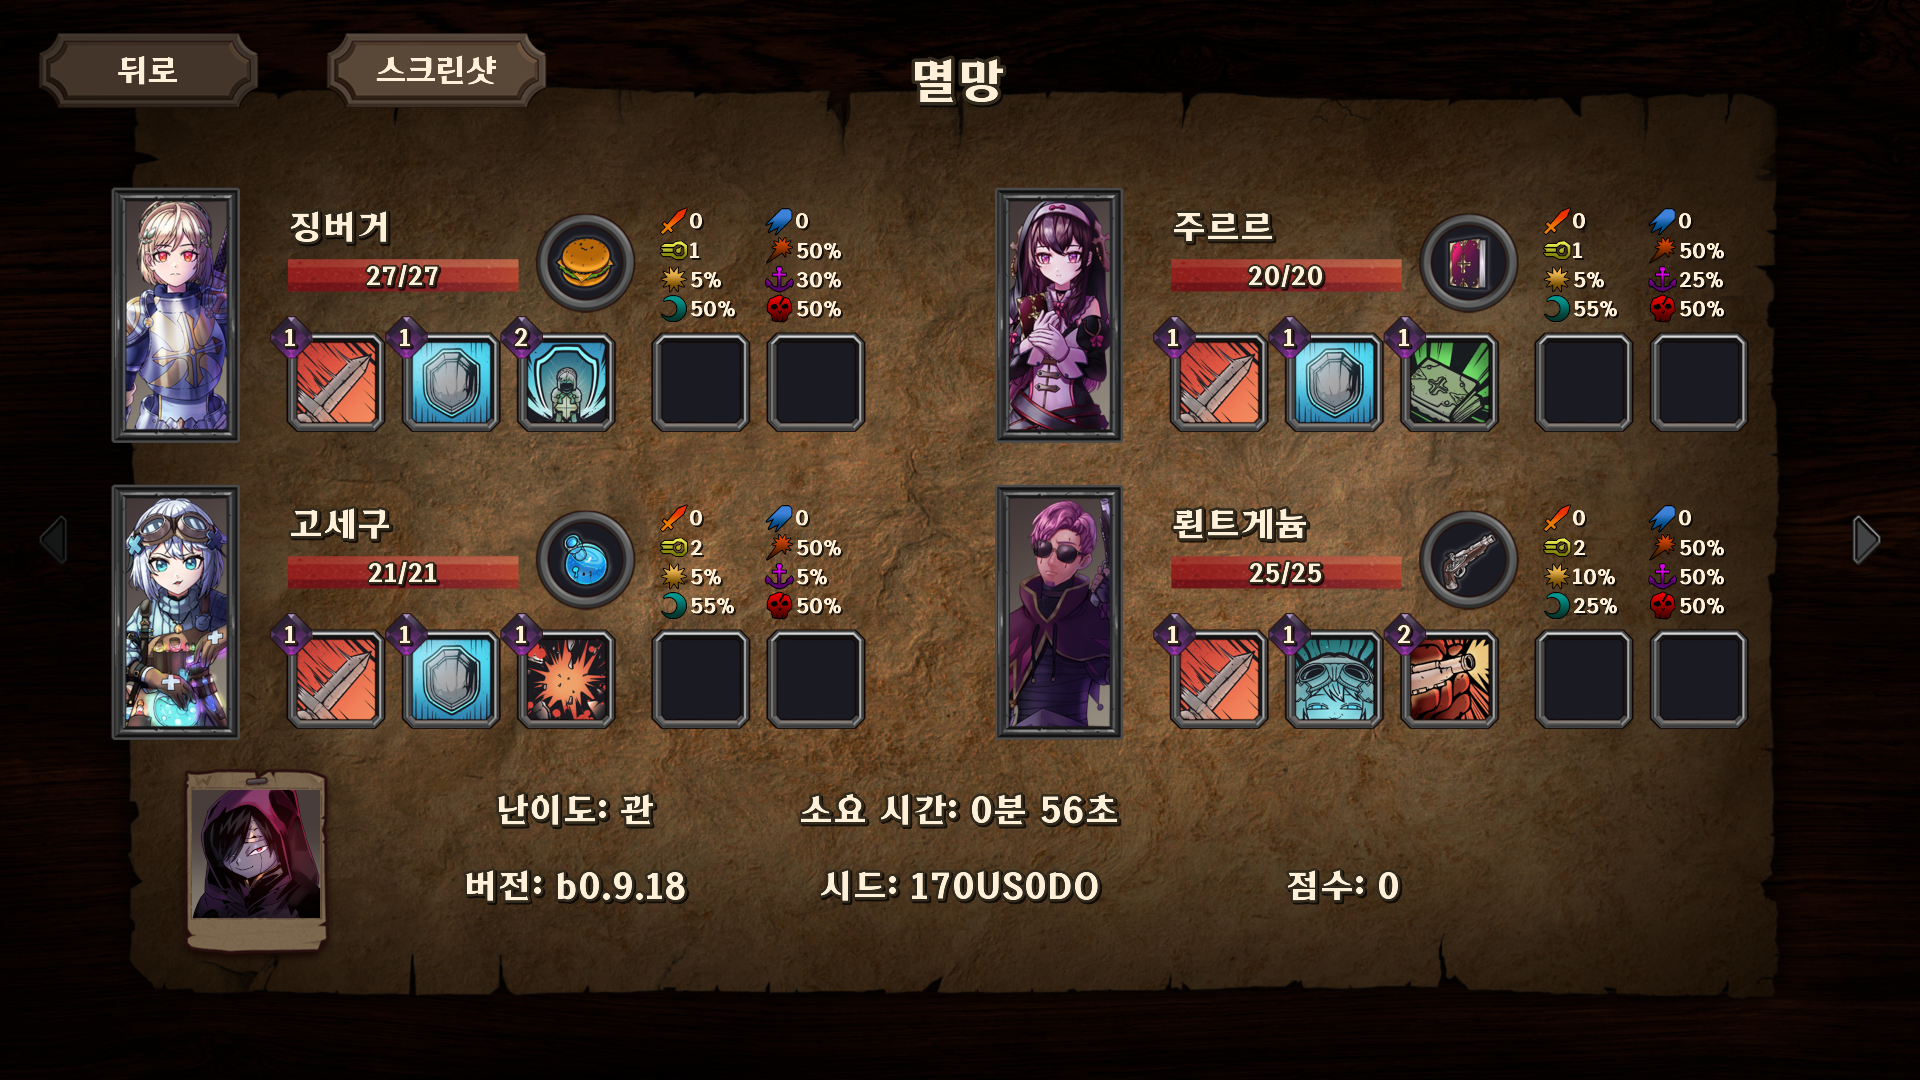 뒤로
스크린샷
멸망
징버거
27/27
0 0
1 50%
5% 30%
50% 50%
1 1 2
주르르
20/20
0 0
1 50%
5% 25%
55% 50%
1 1 1
고세구
21/21
0 0
2 50%
5% 5%
55% 50%
1 1 1
뢴트게늄
25/25
0 0
2 50%
10% 50%
25% 50%
1 1 2
난이도: 관
소요 시간: 0분 56초
버전: b0.9.18
시드: 170US0DO
점수: 0